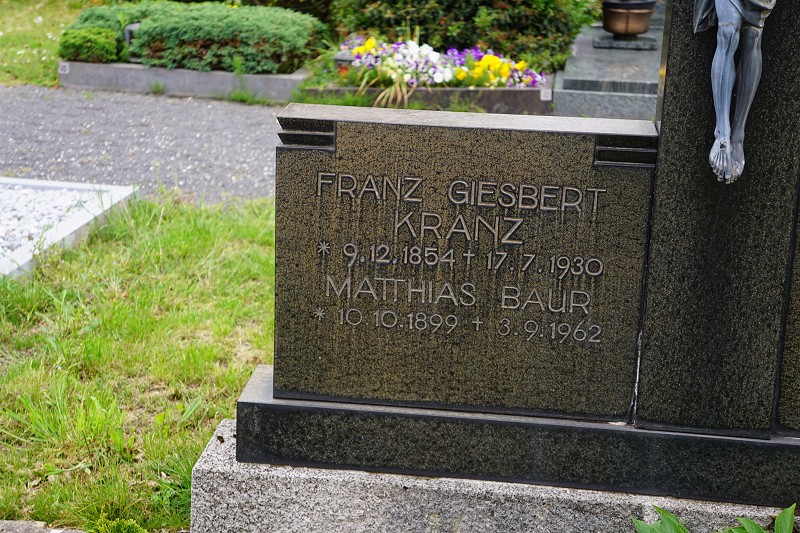 FRANZ GIESBERT
KRANZ
* 9.12.1854 + 17.7.1930
MATTHIAS BAUR
* 10.10.1899 + 3.9.1962